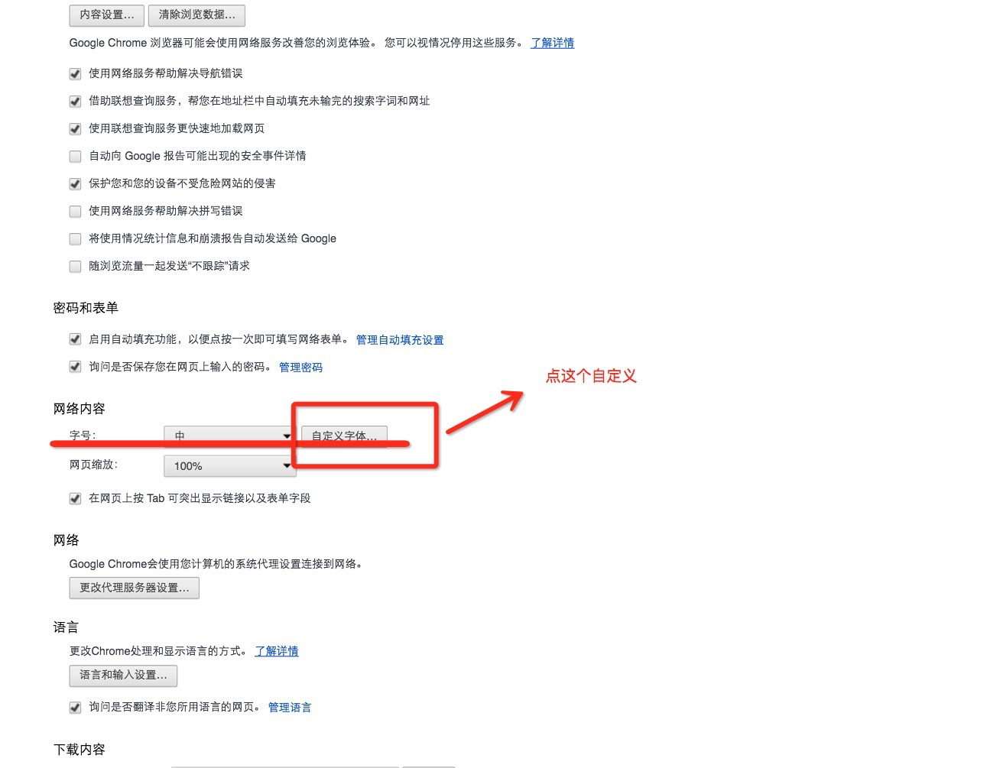 内容设置... 清除浏览数据...
Google Chrome 浏览器可能会使用网络服务改善您的浏览体验。 您可以视情况停用这些服务。 了解详情
使用网络服务帮助解决导航错误
借助联想查询服务，帮您在地址栏中自动填充未输完的搜索字词和网址
使用联想查询服务更快速地加载网页
自动向 Google 报告可能出现的安全事件详情
保护您和您的设备不受危险网站的侵害
使用网络服务帮助解决拼写错误
将使用情况统计信息和崩溃报告自动发送给 Google
随浏览流量一起发送“不跟踪”请求
密码和表单
启用自动填充功能，以便点按一次即可填写网络表单。 管理自动填充设置
询问是否保存您在网页上输入的密码。 管理密码
点这个自定义
网络内容
字号： 中 自定义字体...
网页缩放： 100%
在网页上按 Tab 可突出显示链接以及表单字段
网络
Google Chrome会使用您计算机的系统代理设置连接到网络。
更改代理服务器设置...
语言
更改Chrome处理和显示语言的方式。 了解详情
语言和输入设置...
询问是否翻译非您所用语言的网页。 管理语言
下载内容